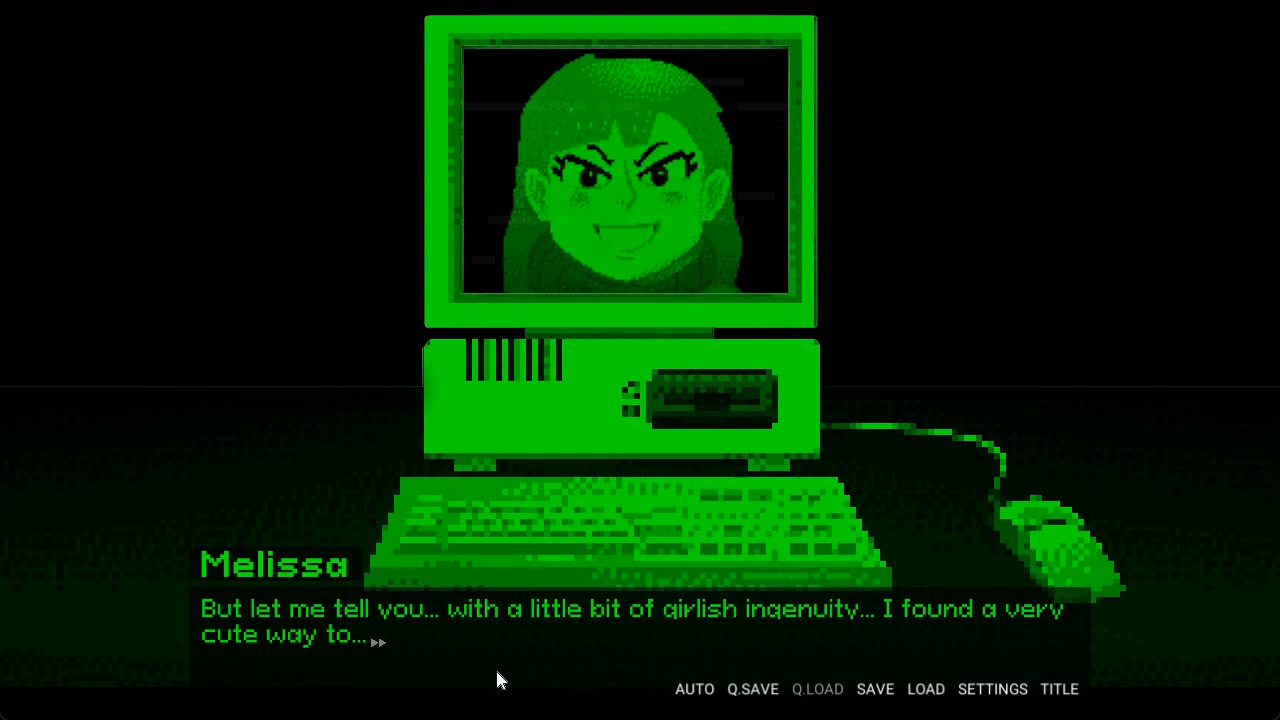 Melissa
But let me tell you... with a little bit of girlish ingenuity... I found a very
cute way to...
AUTO Q.SAVE Q.LOAD SAVE LOAD SETTINGS TITLE